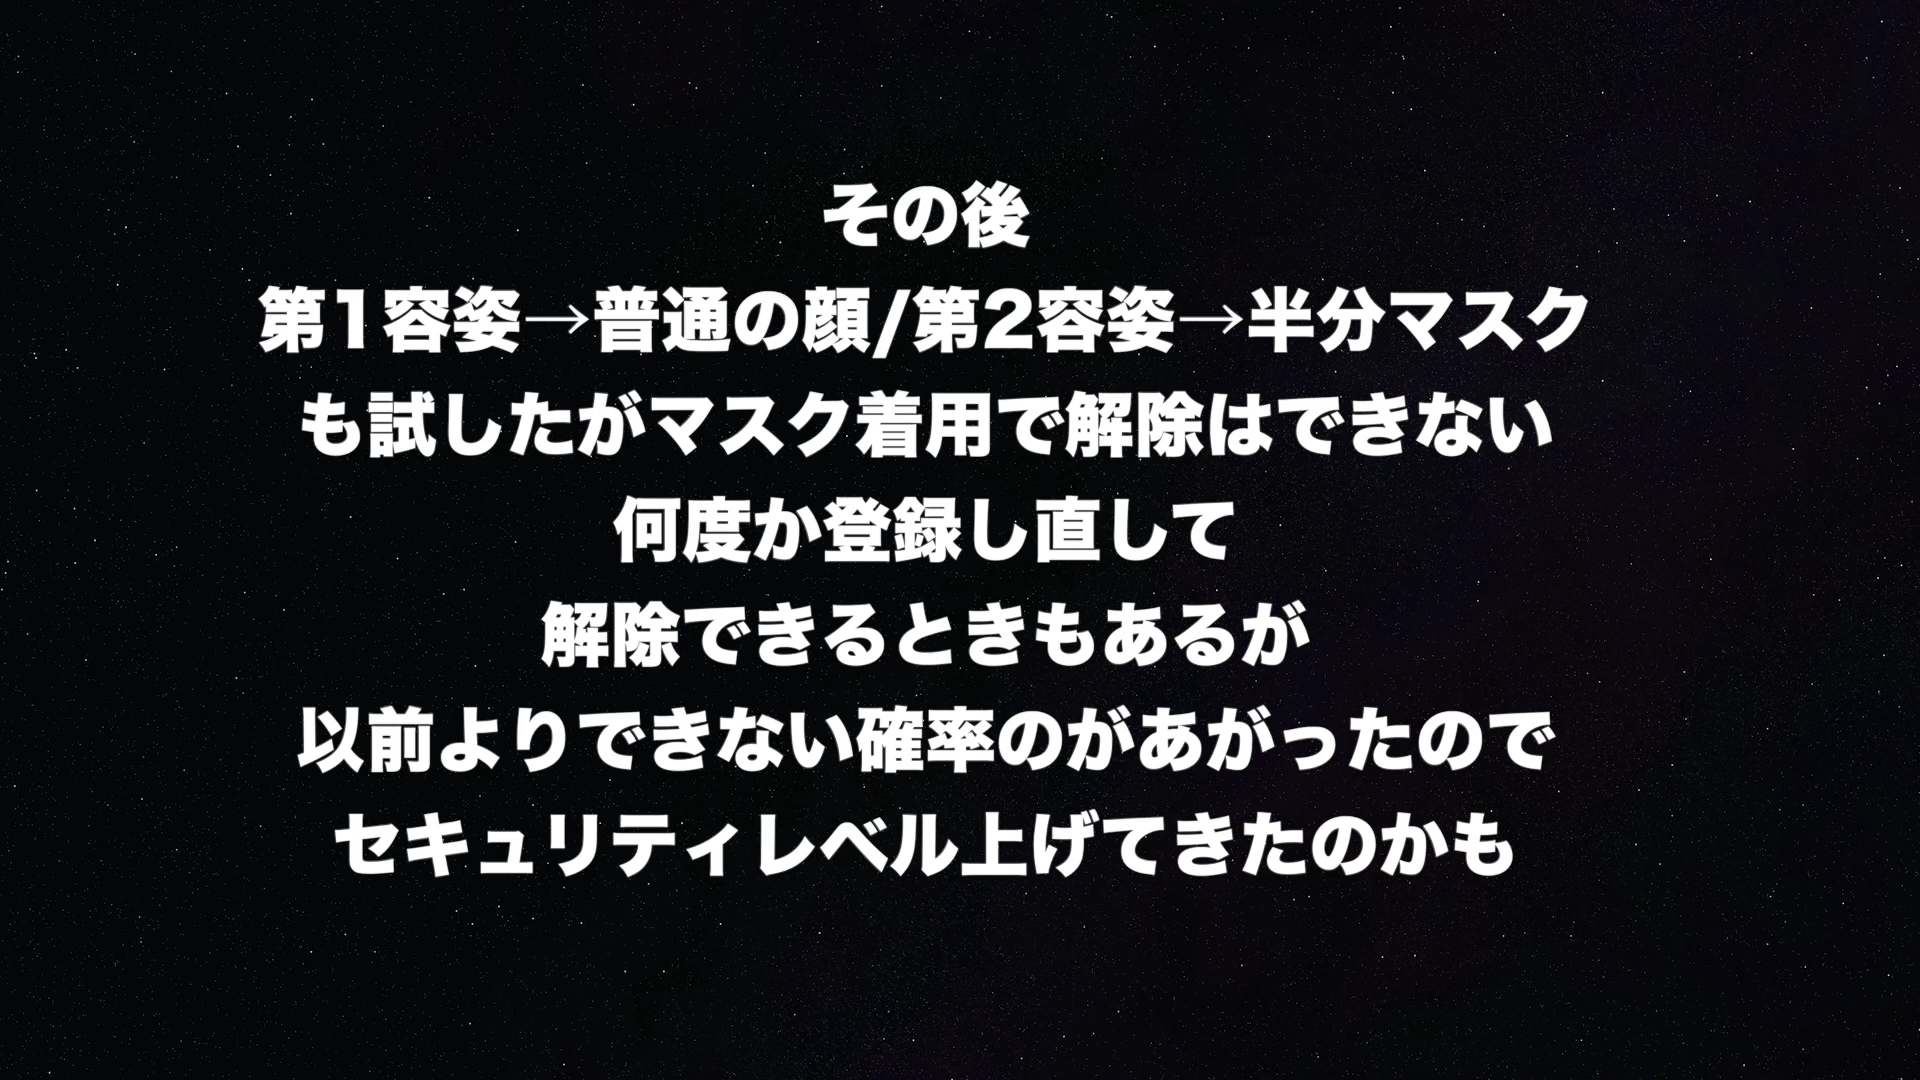 その後
第1容姿→普通の顔/第2容姿→半分マスク
も試したがマスク着用で解除はできない
何度か登録し直して
解除できるときもあるが
以前よりできない確率のがあがったので
セキュリティレベル上げてきたのかも